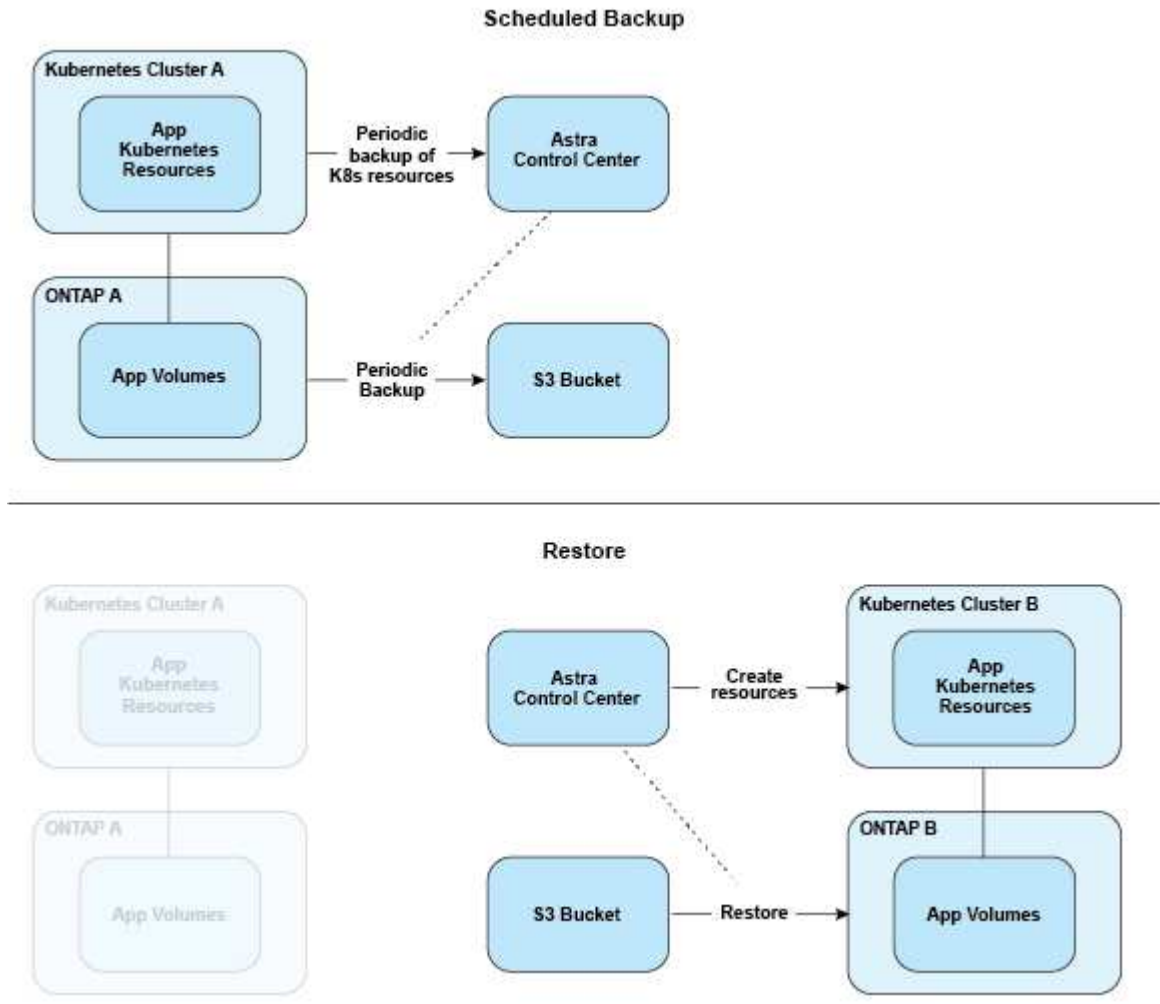 Scheduled Backup
Kubernetes Cluster A
App
Kubernetes
Resources
Periodic
backup of
K8s resources
Astra
Control Center
ONTAP A
App Volumes
Periodic
Backup
S3 Bucket
Restore
Kubernetes Cluster A
App
Kubernetes
Resources
Astra
Control Center
Create
resources
Kubernetes Cluster B
App
Kubernetes
Resources
ONTAP A
App Volumes
S3 Bucket
Restore
ONTAP B
App Volumes